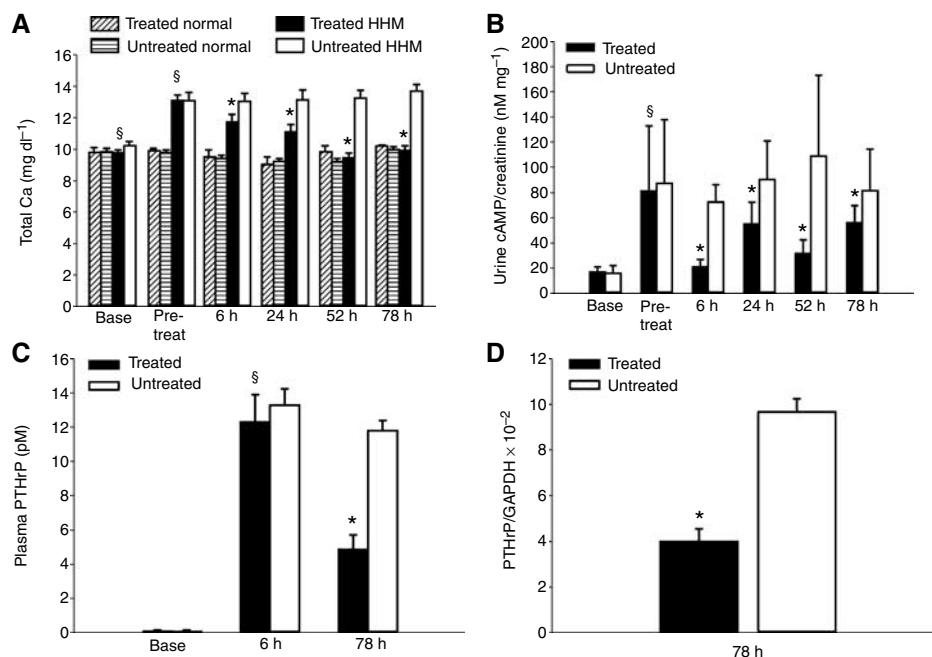 A
Treated normal
Treated HHM
Untreated normal
Untreated HHM
Total Ca (mg dl⁻¹)
16
14
12
10
8
6
4
2
0
§
§
*
*
*
*
Base
Pre-
treat
6 h
24 h
52 h
78 h
B
Treated
Untreated
Urine cAMP/creatinine (nM mg⁻¹)
200
180
160
140
120
100
80
60
40
20
0
§
*
*
*
*
Base
Pre-
treat
6 h
24 h
52 h
78 h
C
Treated
Untreated
Plasma PTHrP (pM)
16
14
12
10
8
6
4
2
0
§
*
Base
6 h
78 h
D
Treated
Untreated
PTHrP/GAPDH × 10⁻²
12
10
8
6
4
2
0
*
78 h